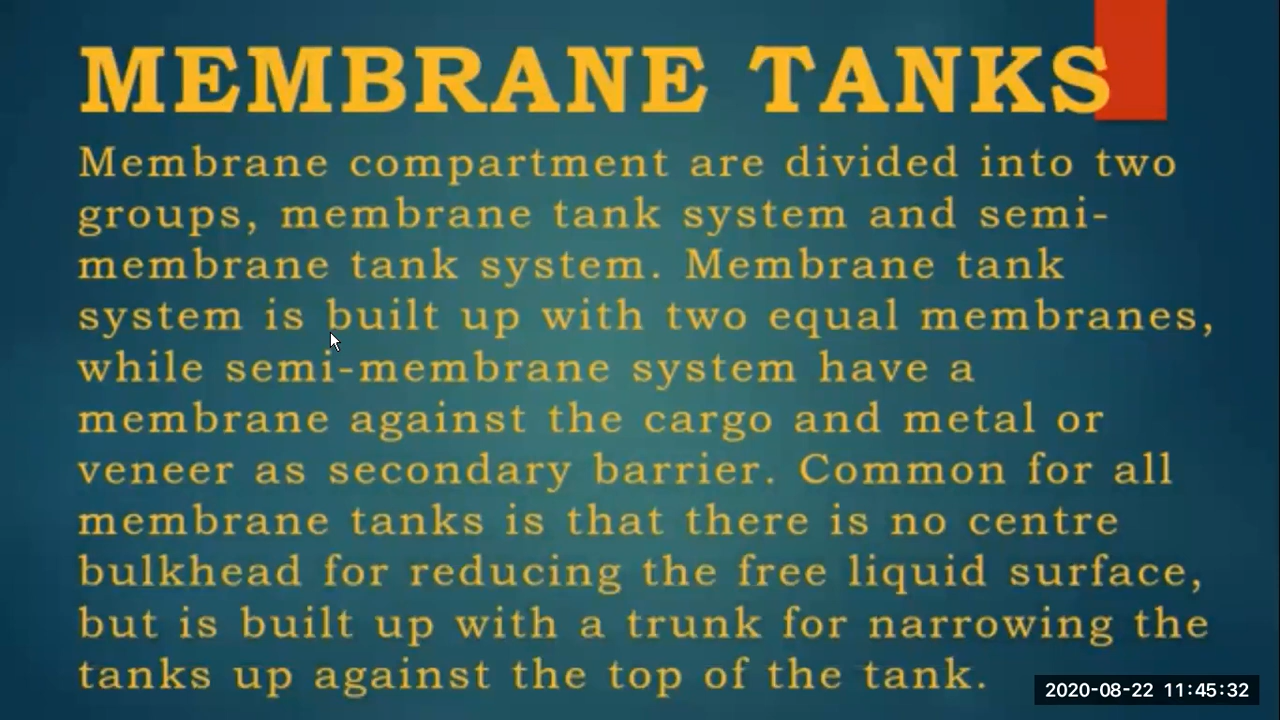 MEMBRANE TANKS
Membrane compartment are divided into two
groups, membrane tank system and semi-
membrane tank system. Membrane tank
system is built up with two equal membranes,
while semi-membrane system have a
membrane against the cargo and metal or
veneer as secondary barrier. Common for all
membrane tanks is that there is no centre
bulkhead for reducing the free liquid surface,
but is built up with a trunk for narrowing the
tanks up against the top of the tank.
2020-08-22 11:45:32